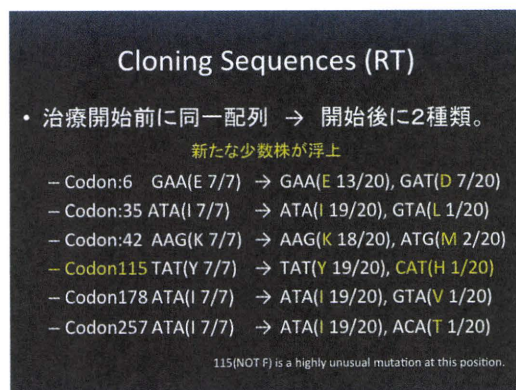 Cloning Sequences (RT)
• 治療開始前に同一配列 → 開始後に2種類。
新たな少数株が浮上
– Codon:6 GAA(E 7/7) → GAA(E 13/20), GAT(D 7/20)
– Codon:35 ATA(I 7/7) → ATA(I 19/20), GTA(L 1/20)
– Codon:42 AAG(K 7/7) → AAG(K 18/20), ATG(M 2/20)
– Codon115 TAT(Y 7/7) → TAT(Y 19/20), CAT(H 1/20)
– Codon178 ATA(I 7/7) → ATA(I 19/20), GTA(V 1/20)
– Codon257 ATA(I 7/7) → ATA(I 19/20), ACA(T 1/20)
115(NOT F) is a highly unusual mutation at this position.